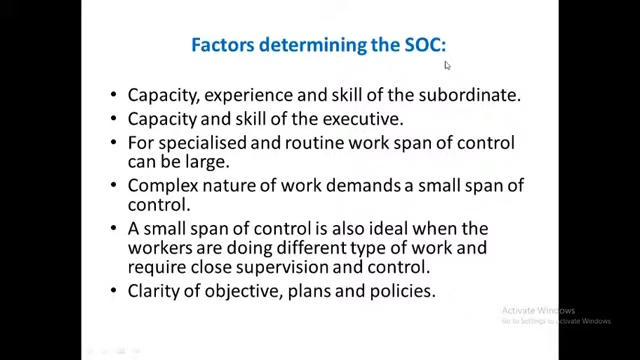 Factors determining the SOC:
• Capacity, experience and skill of the subordinate.
• Capacity and skill of the executive.
• For specialised and routine work span of control
can be large.
• Complex nature of work demands a small span of
control.
• A small span of control is also ideal when the
workers are doing different type of work and
require close supervision and control.
• Clarity of objective, plans and policies.
Activate Windows
Go to Settings to activate Windows.